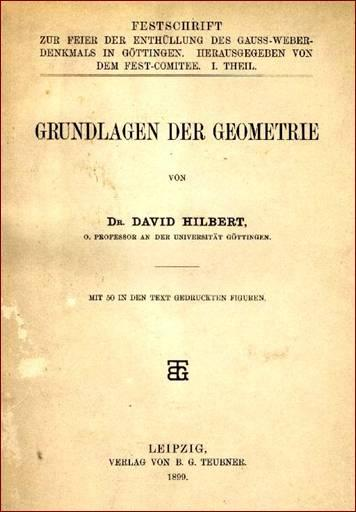 FESTSCHRIFT
ZUR FEIER DER ENTHÜLLUNG DES GAUSS-WEBER-
DENKMALS IN GÖTTINGEN. HERAUSGEGEBEN VON
DEM FEST-COMITEE. I. THEIL.
GRUNDLAGEN DER GEOMETRIE
VON
DR. DAVID HILBERT,
O. PROFESSOR AN DER UNIVERSITÄT GÖTTINGEN.
MIT 50 IN DEN TEXT GEDRUCKTEN FIGUREN.
BTG
LEIPZIG,
VERLAG VON B. G. TEUBNER.
1899.